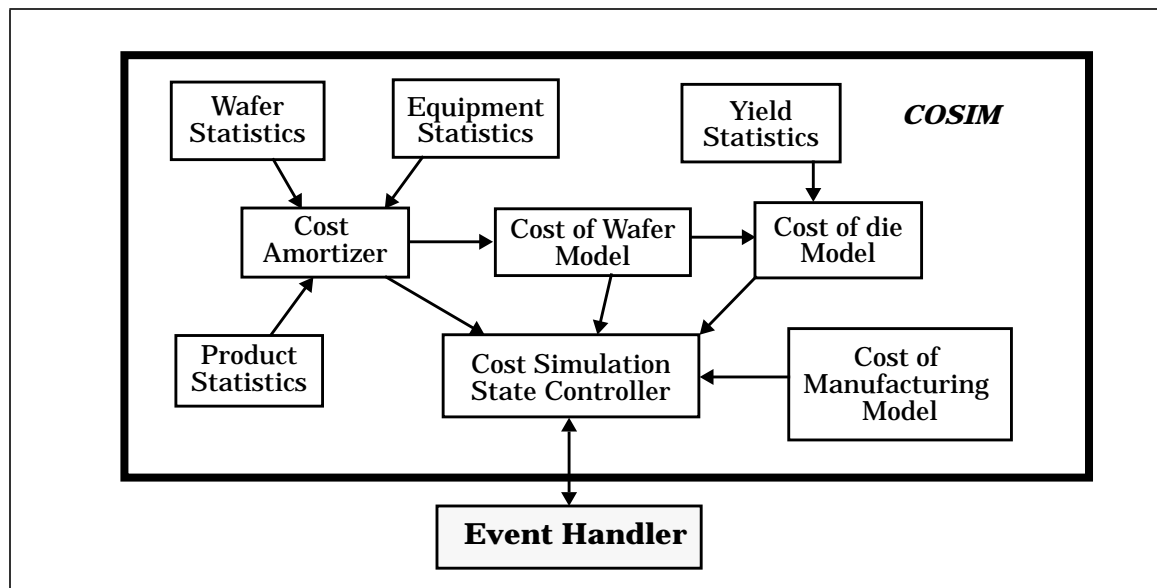 Wafer
Statistics
Equipment
Statistics
Yield
Statistics
COSIM
Cost
Amortizer
Cost of Wafer
Model
Cost of die
Model
Product
Statistics
Cost Simulation
State Controller
Cost of
Manufacturing
Model
Event Handler